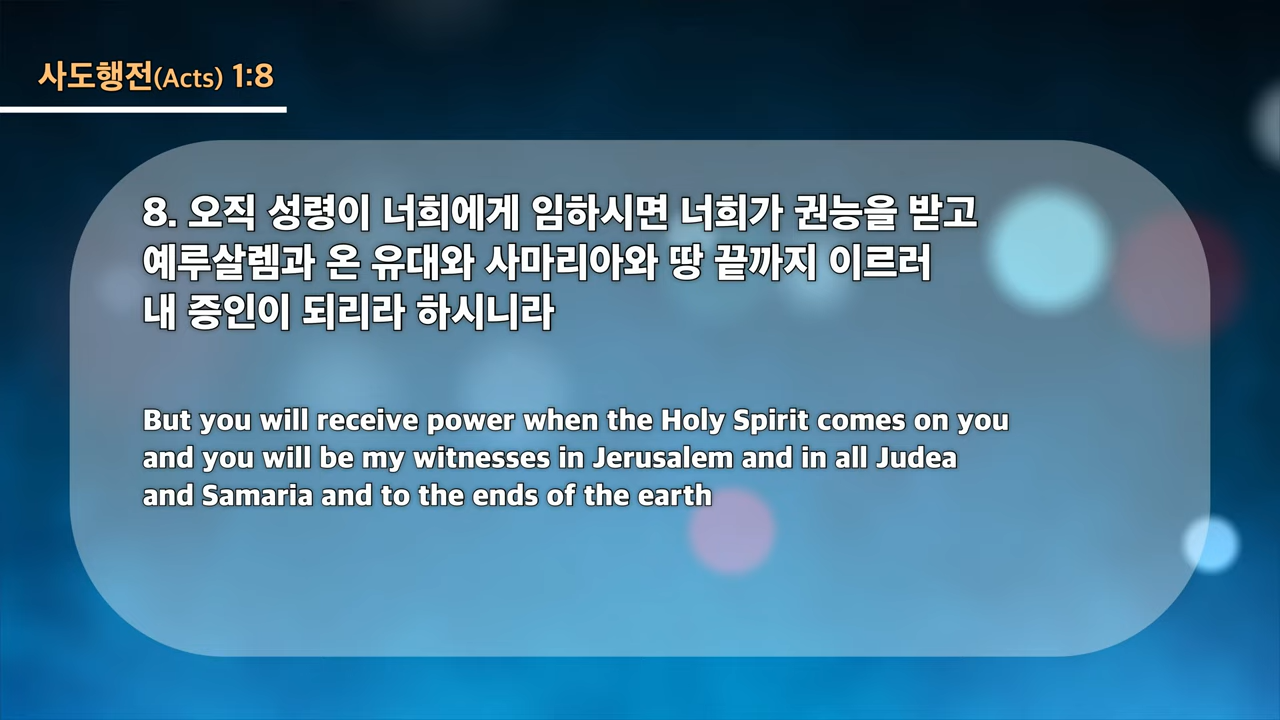 사도행전(Acts) 1:8
8. 오직 성령이 너희에게 임하시면 너희가 권능을 받고
예루살렘과 온 유대와 사마리아와 땅 끝까지 이르러
내 증인이 되리라 하시니라
But you will receive power when the Holy Spirit comes on you
and you will be my witnesses in Jerusalem and in all Judea
and Samaria and to the ends of the earth